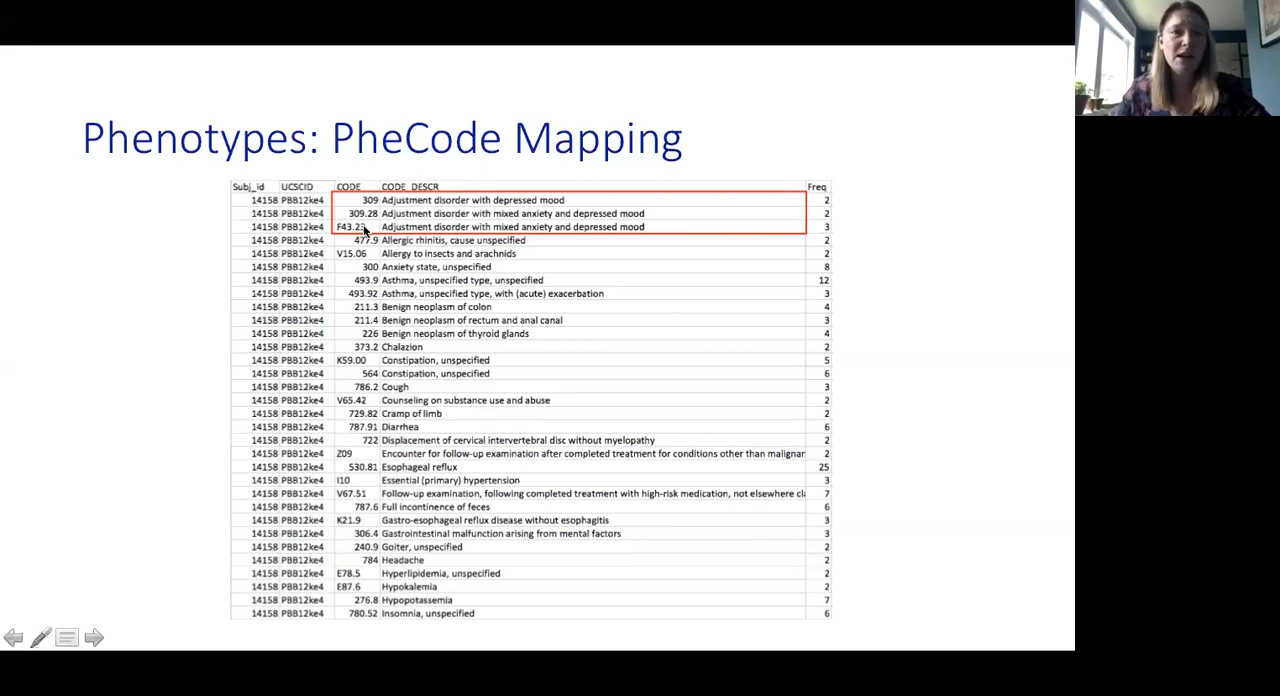 Phenotypes: PheCode Mapping
Subj_id UCSCID CODE CODE_DESCR Freq
14158 PBB12ke4 309 Adjustment disorder with depressed mood 2
14158 PBB12ke4 309.28 Adjustment disorder with mixed anxiety and depressed mood 2
14158 PBB12ke4 F43.23 Adjustment disorder with mixed anxiety and depressed mood 3
14158 PBB12ke4 477.9 Allergic rhinitis, cause unspecified 2
14158 PBB12ke4 V15.06 Allergy to insects and arachnids 2
14158 PBB12ke4 300 Anxiety state, unspecified 8
14158 PBB12ke4 493.9 Asthma, unspecified type, unspecified 12
14158 PBB12ke4 493.92 Asthma, unspecified type, with (acute) exacerbation 3
14158 PBB12ke4 211.3 Benign neoplasm of colon 4
14158 PBB12ke4 211.4 Benign neoplasm of rectum and anal canal 3
14158 PBB12ke4 226 Benign neoplasm of thyroid glands 4
14158 PBB12ke4 373.2 Chalazion 2
14158 PBB12ke4 K59.00 Constipation, unspecified 5
14158 PBB12ke4 564 Constipation, unspecified 6
14158 PBB12ke4 786.2 Cough 3
14158 PBB12ke4 V65.42 Counseling on substance use and abuse 2
14158 PBB12ke4 729.82 Cramp of limb 2
14158 PBB12ke4 787.91 Diarrhea 6
14158 PBB12ke4 722 Displacement of cervical intervertebral disc without myelopathy 2
14158 PBB12ke4 Z09 Encounter for follow-up examination after completed treatment for conditions other than malignan 2
14158 PBB12ke4 530.81 Esophageal reflux 25
14158 PBB12ke4 I10 Essential (primary) hypertension 3
14158 PBB12ke4 V67.51 Follow-up examination, following completed treatment with high-risk medication, not elsewhere cla 7
14158 PBB12ke4 787.6 Full incontinence of feces 6
14158 PBB12ke4 K21.9 Gastro-esophageal reflux disease without esophagitis 3
14158 PBB12ke4 306.4 Gastrointestinal malfunction arising from mental factors 3
14158 PBB12ke4 240.9 Goiter, unspecified 2
14158 PBB12ke4 784 Headache 2
14158 PBB12ke4 E78.5 Hyperlipidemia, unspecified 2
14158 PBB12ke4 E87.6 Hypokalemia 2
14158 PBB12ke4 276.8 Hypopotassemia 7
14158 PBB12ke4 780.52 Insomnia, unspecified 6